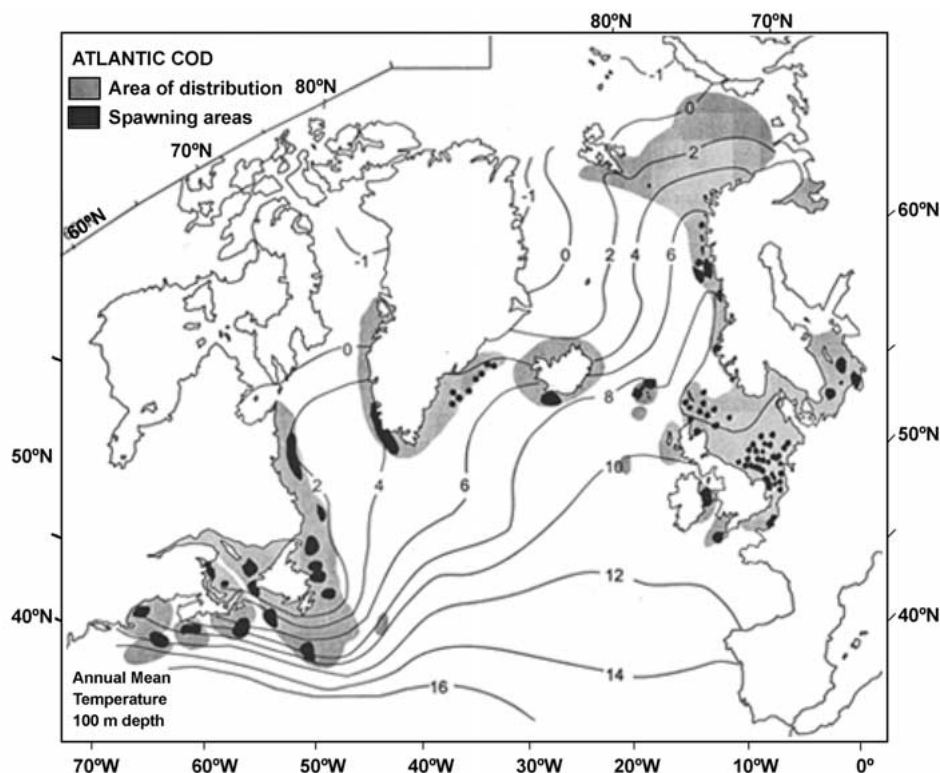 80ºN 70ºN
ATLANTIC COD
Area of distribution 80ºN
Spawning areas
70ºN
60ºN
60ºN
50ºN
50ºN
40ºN
40ºN
-1
0
2
-1
0
2
4
6
-1
0
8
10
2
4
6
12
14
16
Annual Mean
Temperature
100 m depth
70ºW 60ºW 50ºW 40ºW 30ºW 20ºW 10ºW 0º